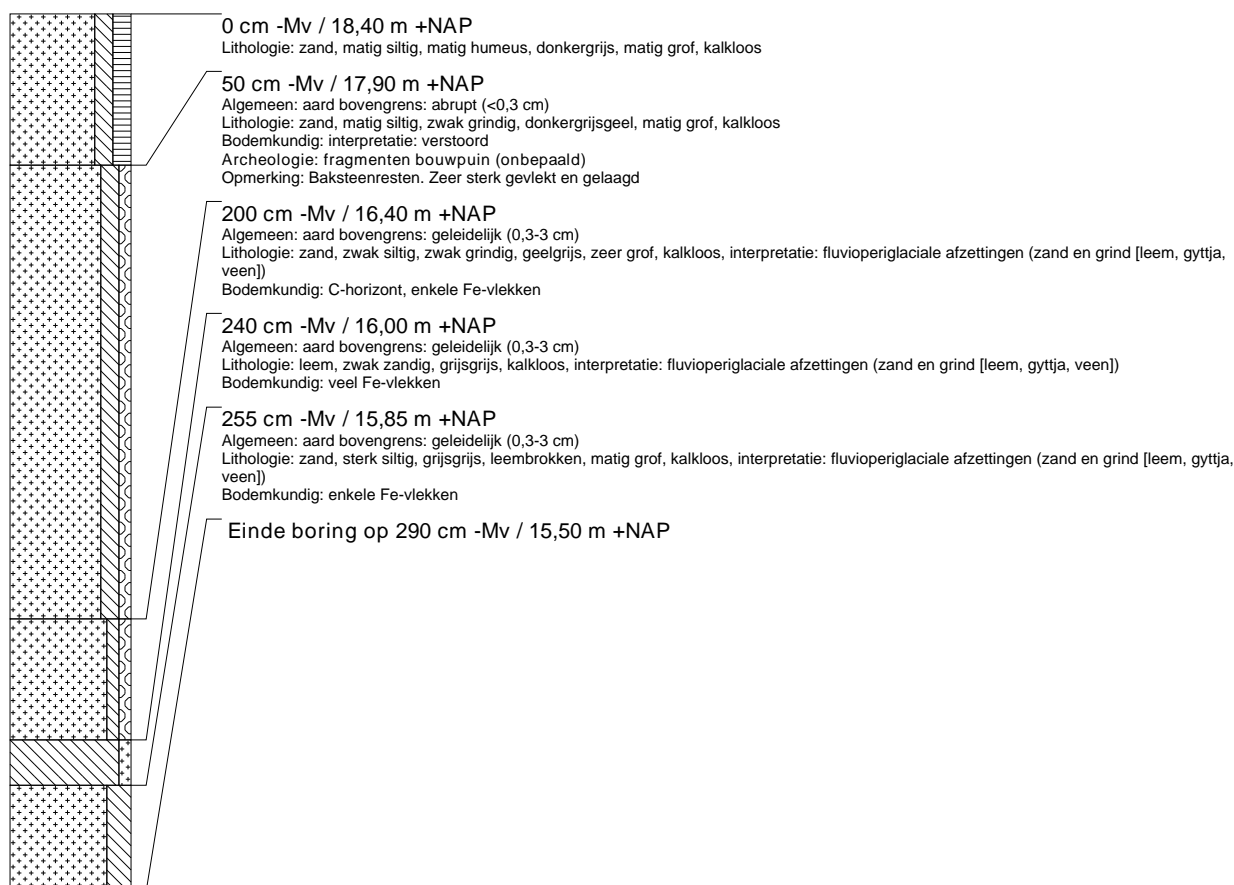 0 cm -Mv / 18,40 m +NAP
Lithologie: zand, matig siltig, matig humeus, donkergrijs, matig grof, kalkloos
50 cm -Mv / 17,90 m +NAP
Algemeen: aard bovengrens: abrupt (<0,3 cm)
Lithologie: zand, matig siltig, zwak grindig, donkergrijsgeel, matig grof, kalkloos
Bodemkundig: interpretatie: verstoord
Archeologie: fragmenten bouwpuin (onbepaald)
Opmerking: Baksteenresten. Zeer sterk gevlekt en gelaagd
200 cm -Mv / 16,40 m +NAP
Algemeen: aard bovengrens: geleidelijk (0,3-3 cm)
Lithologie: zand, zwak siltig, zwak grindig, geelgrijs, zeer grof, kalkloos, interpretatie: fluvioperiglaciale afzettingen (zand en grind [leem, gyttja,
veen])
Bodemkundig: C-horizont, enkele Fe-vlekken
240 cm -Mv / 16,00 m +NAP
Algemeen: aard bovengrens: geleidelijk (0,3-3 cm)
Lithologie: leem, zwak zandig, grijsgrijs, kalkloos, interpretatie: fluvioperiglaciale afzettingen (zand en grind [leem, gyttja, veen])
Bodemkundig: veel Fe-vlekken
255 cm -Mv / 15,85 m +NAP
Algemeen: aard bovengrens: geleidelijk (0,3-3 cm)
Lithologie: zand, sterk siltig, grijsgrijs, leembrokken, matig grof, kalkloos, interpretatie: fluvioperiglaciale afzettingen (zand en grind [leem, gyttja,
veen])
Bodemkundig: enkele Fe-vlekken
Einde boring op 290 cm -Mv / 15,50 m +NAP